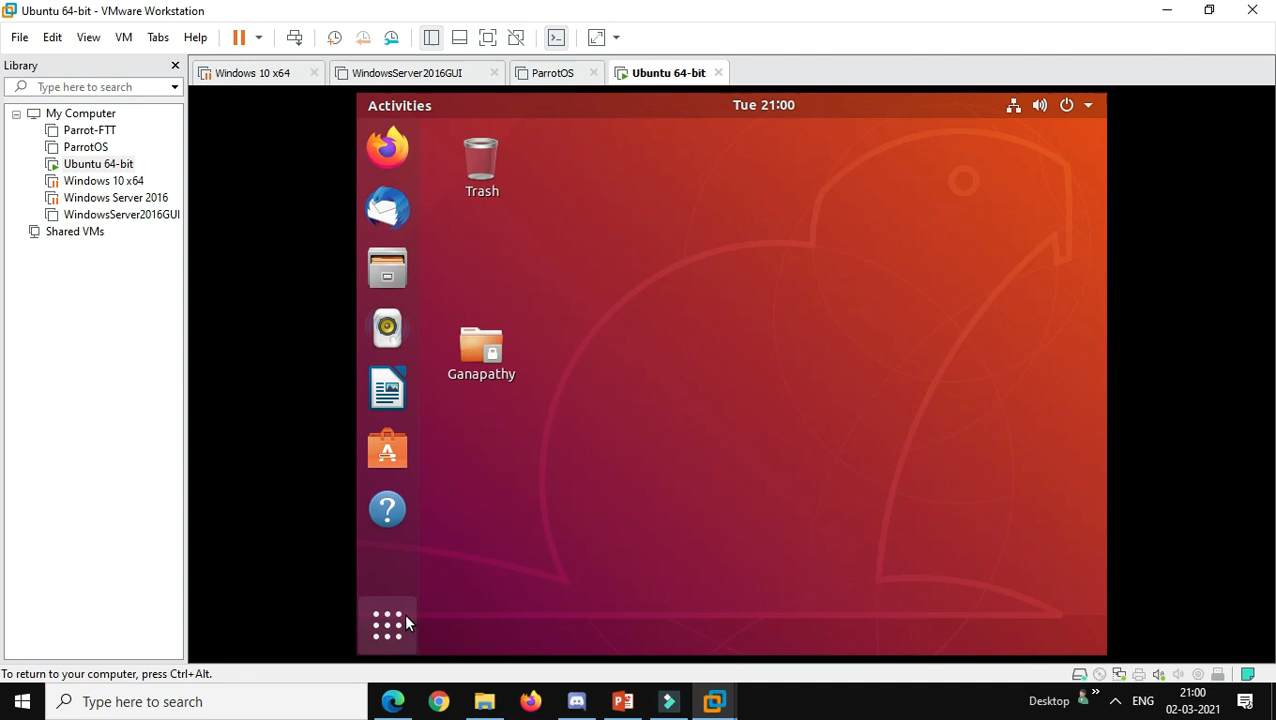 Ubuntu 64-bit - VMware Workstation
File Edit View VM Tabs Help
Library
Type here to search
My Computer
Parrot-FTT
ParrotOS
Ubuntu 64-bit
Windows 10 x64
Windows Server 2016
WindowsServer2016GUI
Shared VMs
Windows 10 x64 WindowsServer2016GUI ParrotOS Ubuntu 64-bit
Activities Tue 21:00
Trash
Ganapathy
To return to your computer, press Ctrl+Alt.
Type here to search
Desktop ENG 21:00
02-03-2021